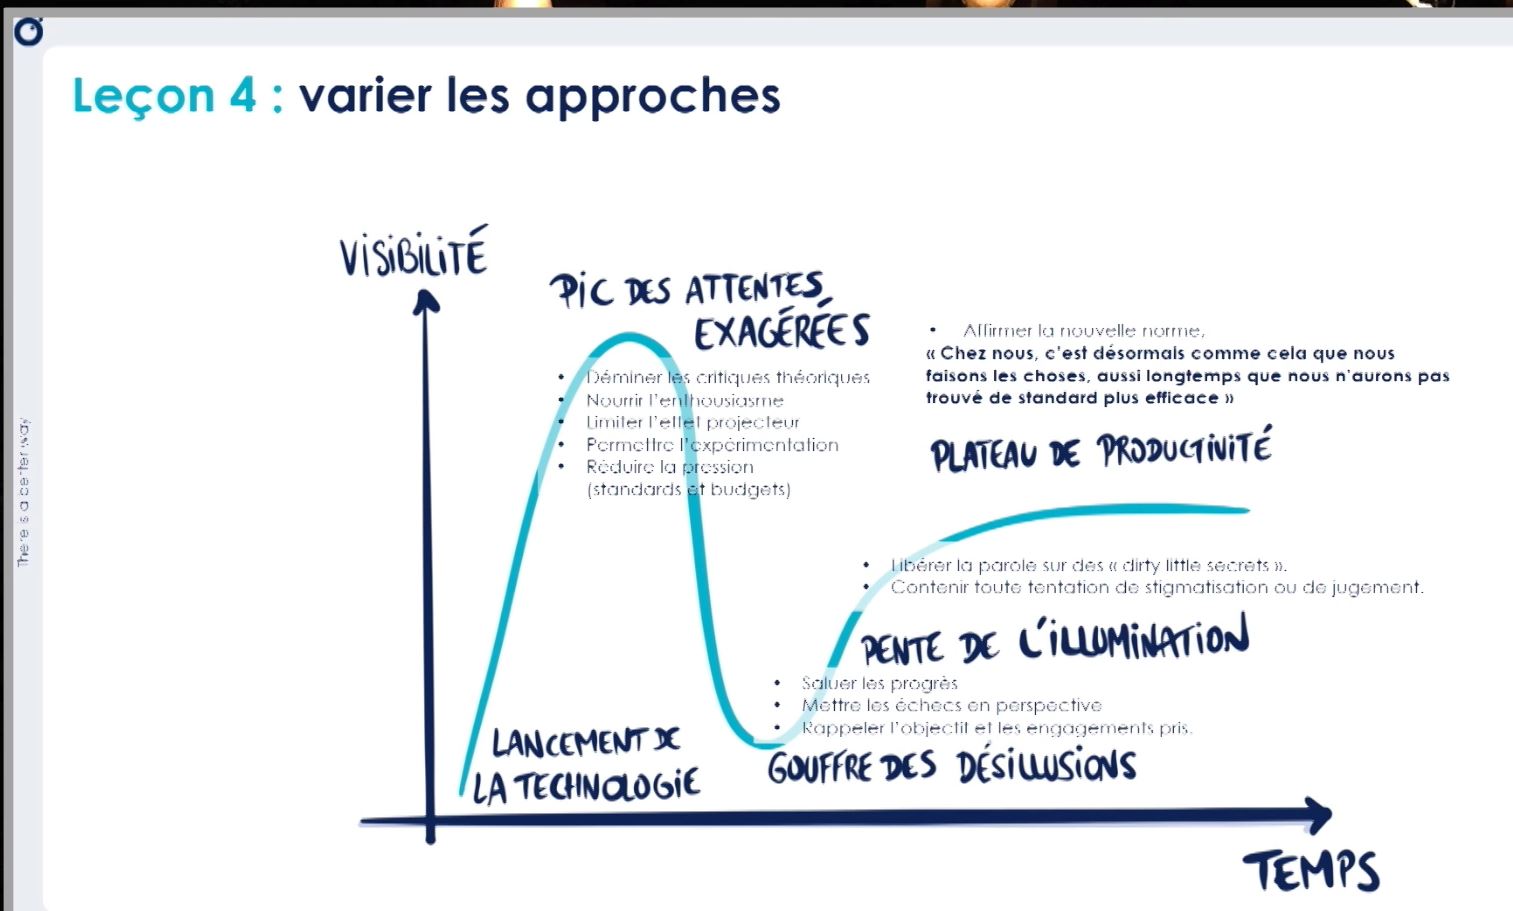 Leçon 4 : varier les approches
VISIBILITÉ
PIC DES ATTENTES
EXAGÉRÉES
• Déminer les critiques théoriques
• Nourrir l'enthousiasme
• Limiter l'effet projecteur
• Permettre l'expérimentation
• Réduire la pression
(standards et budgets)
• Affirmer la nouvelle norme,
« Chez nous, c'est désormais comme cela que nous
faisons les choses, aussi longtemps que nous n'aurons pas
trouvé de standard plus efficace »
PLATEAU DE PRODUCTIVITÉ
• Libérer la parole sur des « dirty little secrets ».
• Contenir toute tentation de stigmatisation ou de jugement.
PENTE DE L'ILLUMINATION
• Saluer les progrès
• Mettre les échecs en perspective
• Rappeler l'objectif et les engagements pris.
GOUFFRE DES DÉSILLUSIONS
LANCEMENT DE
LA TECHNOLOGIE
TEMPS
There is a better way